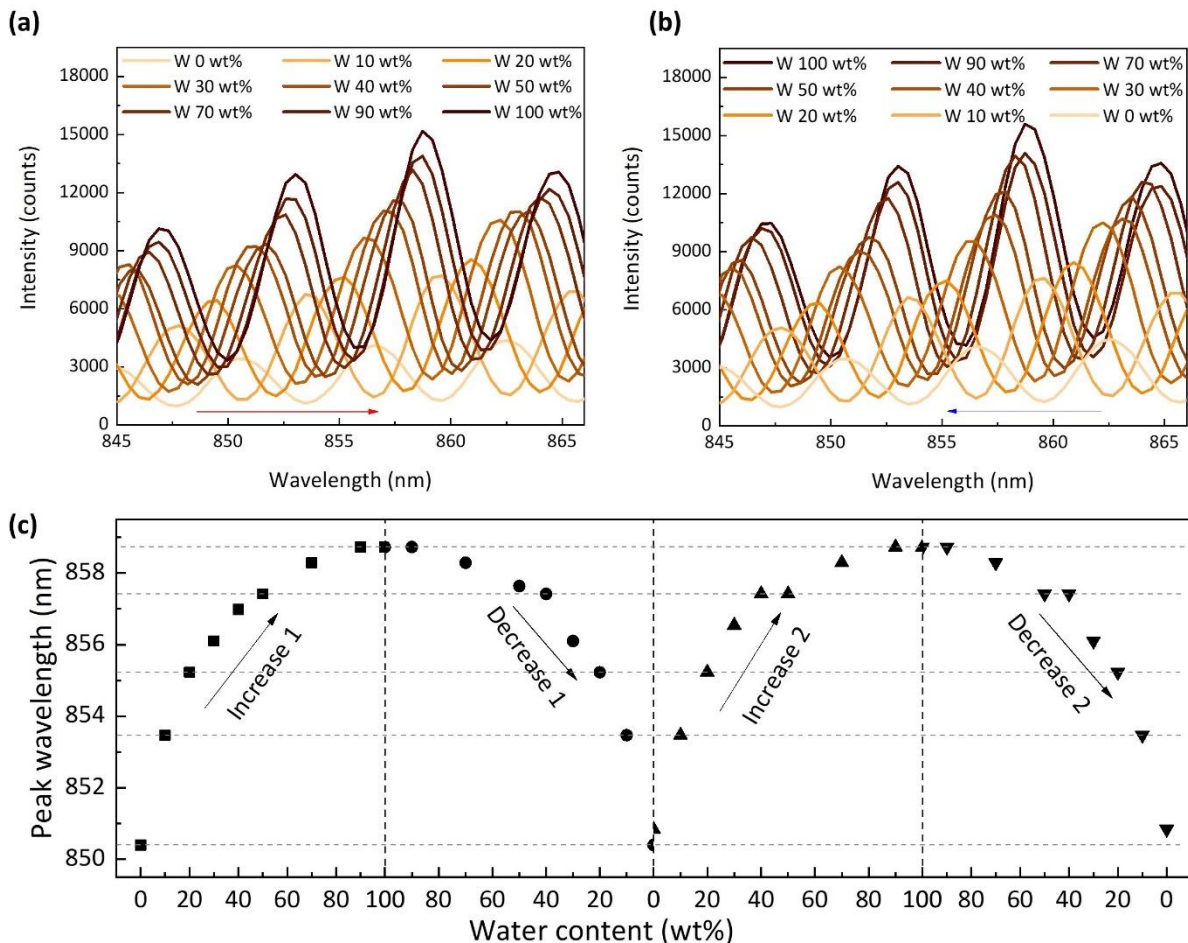 (a)
W 0 wt% W 10 wt% W 20 wt%
W 30 wt% W 40 wt% W 50 wt%
W 70 wt% W 90 wt% W 100 wt%
18000
15000
12000
9000
6000
3000
0
Intensity (counts)
845 850 855 860 865
Wavelength (nm)
(b)
W 100 wt% W 90 wt% W 70 wt%
W 50 wt% W 40 wt% W 30 wt%
W 20 wt% W 10 wt% W 0 wt%
18000
15000
12000
9000
6000
3000
0
Intensity (counts)
845 850 855 860 865
Wavelength (nm)
(c)
858
856
854
852
850
Peak wavelength (nm)
Increase 1
Decrease 1
Increase 2
Decrease 2
0 20 40 60 80 100 80 60 40 20 0 20 40 60 80 100 80 60 40 20 0
Water content (wt%)